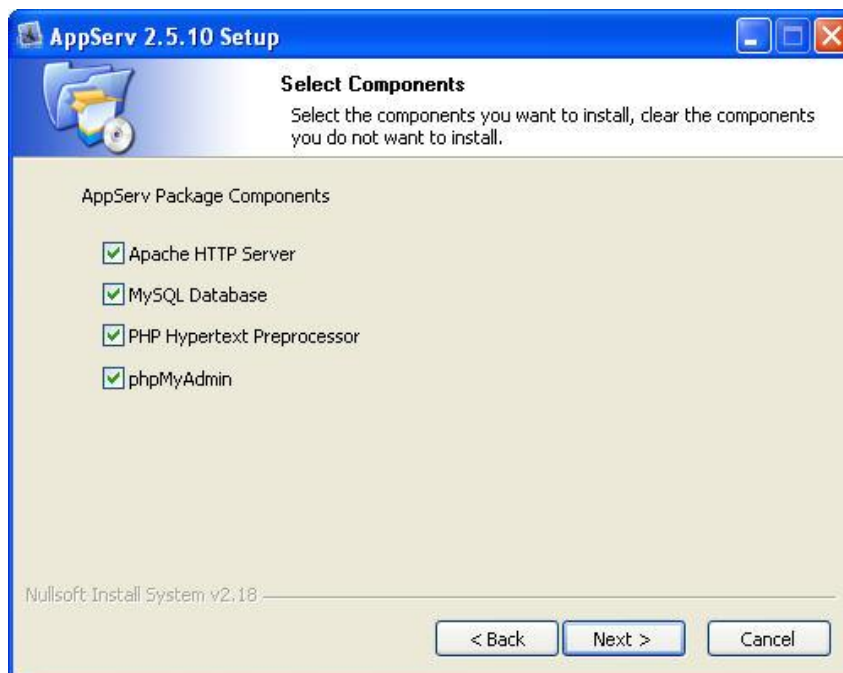 AppServ 2.5.10 Setup
Select Components
Select the components you want to install, clear the components
you do not want to install.
AppServ Package Components
Apache HTTP Server
MySQL Database
PHP Hypertext Preprocessor
phpMyAdmin
Nullsoft Install System v2.18
< Back Next > Cancel